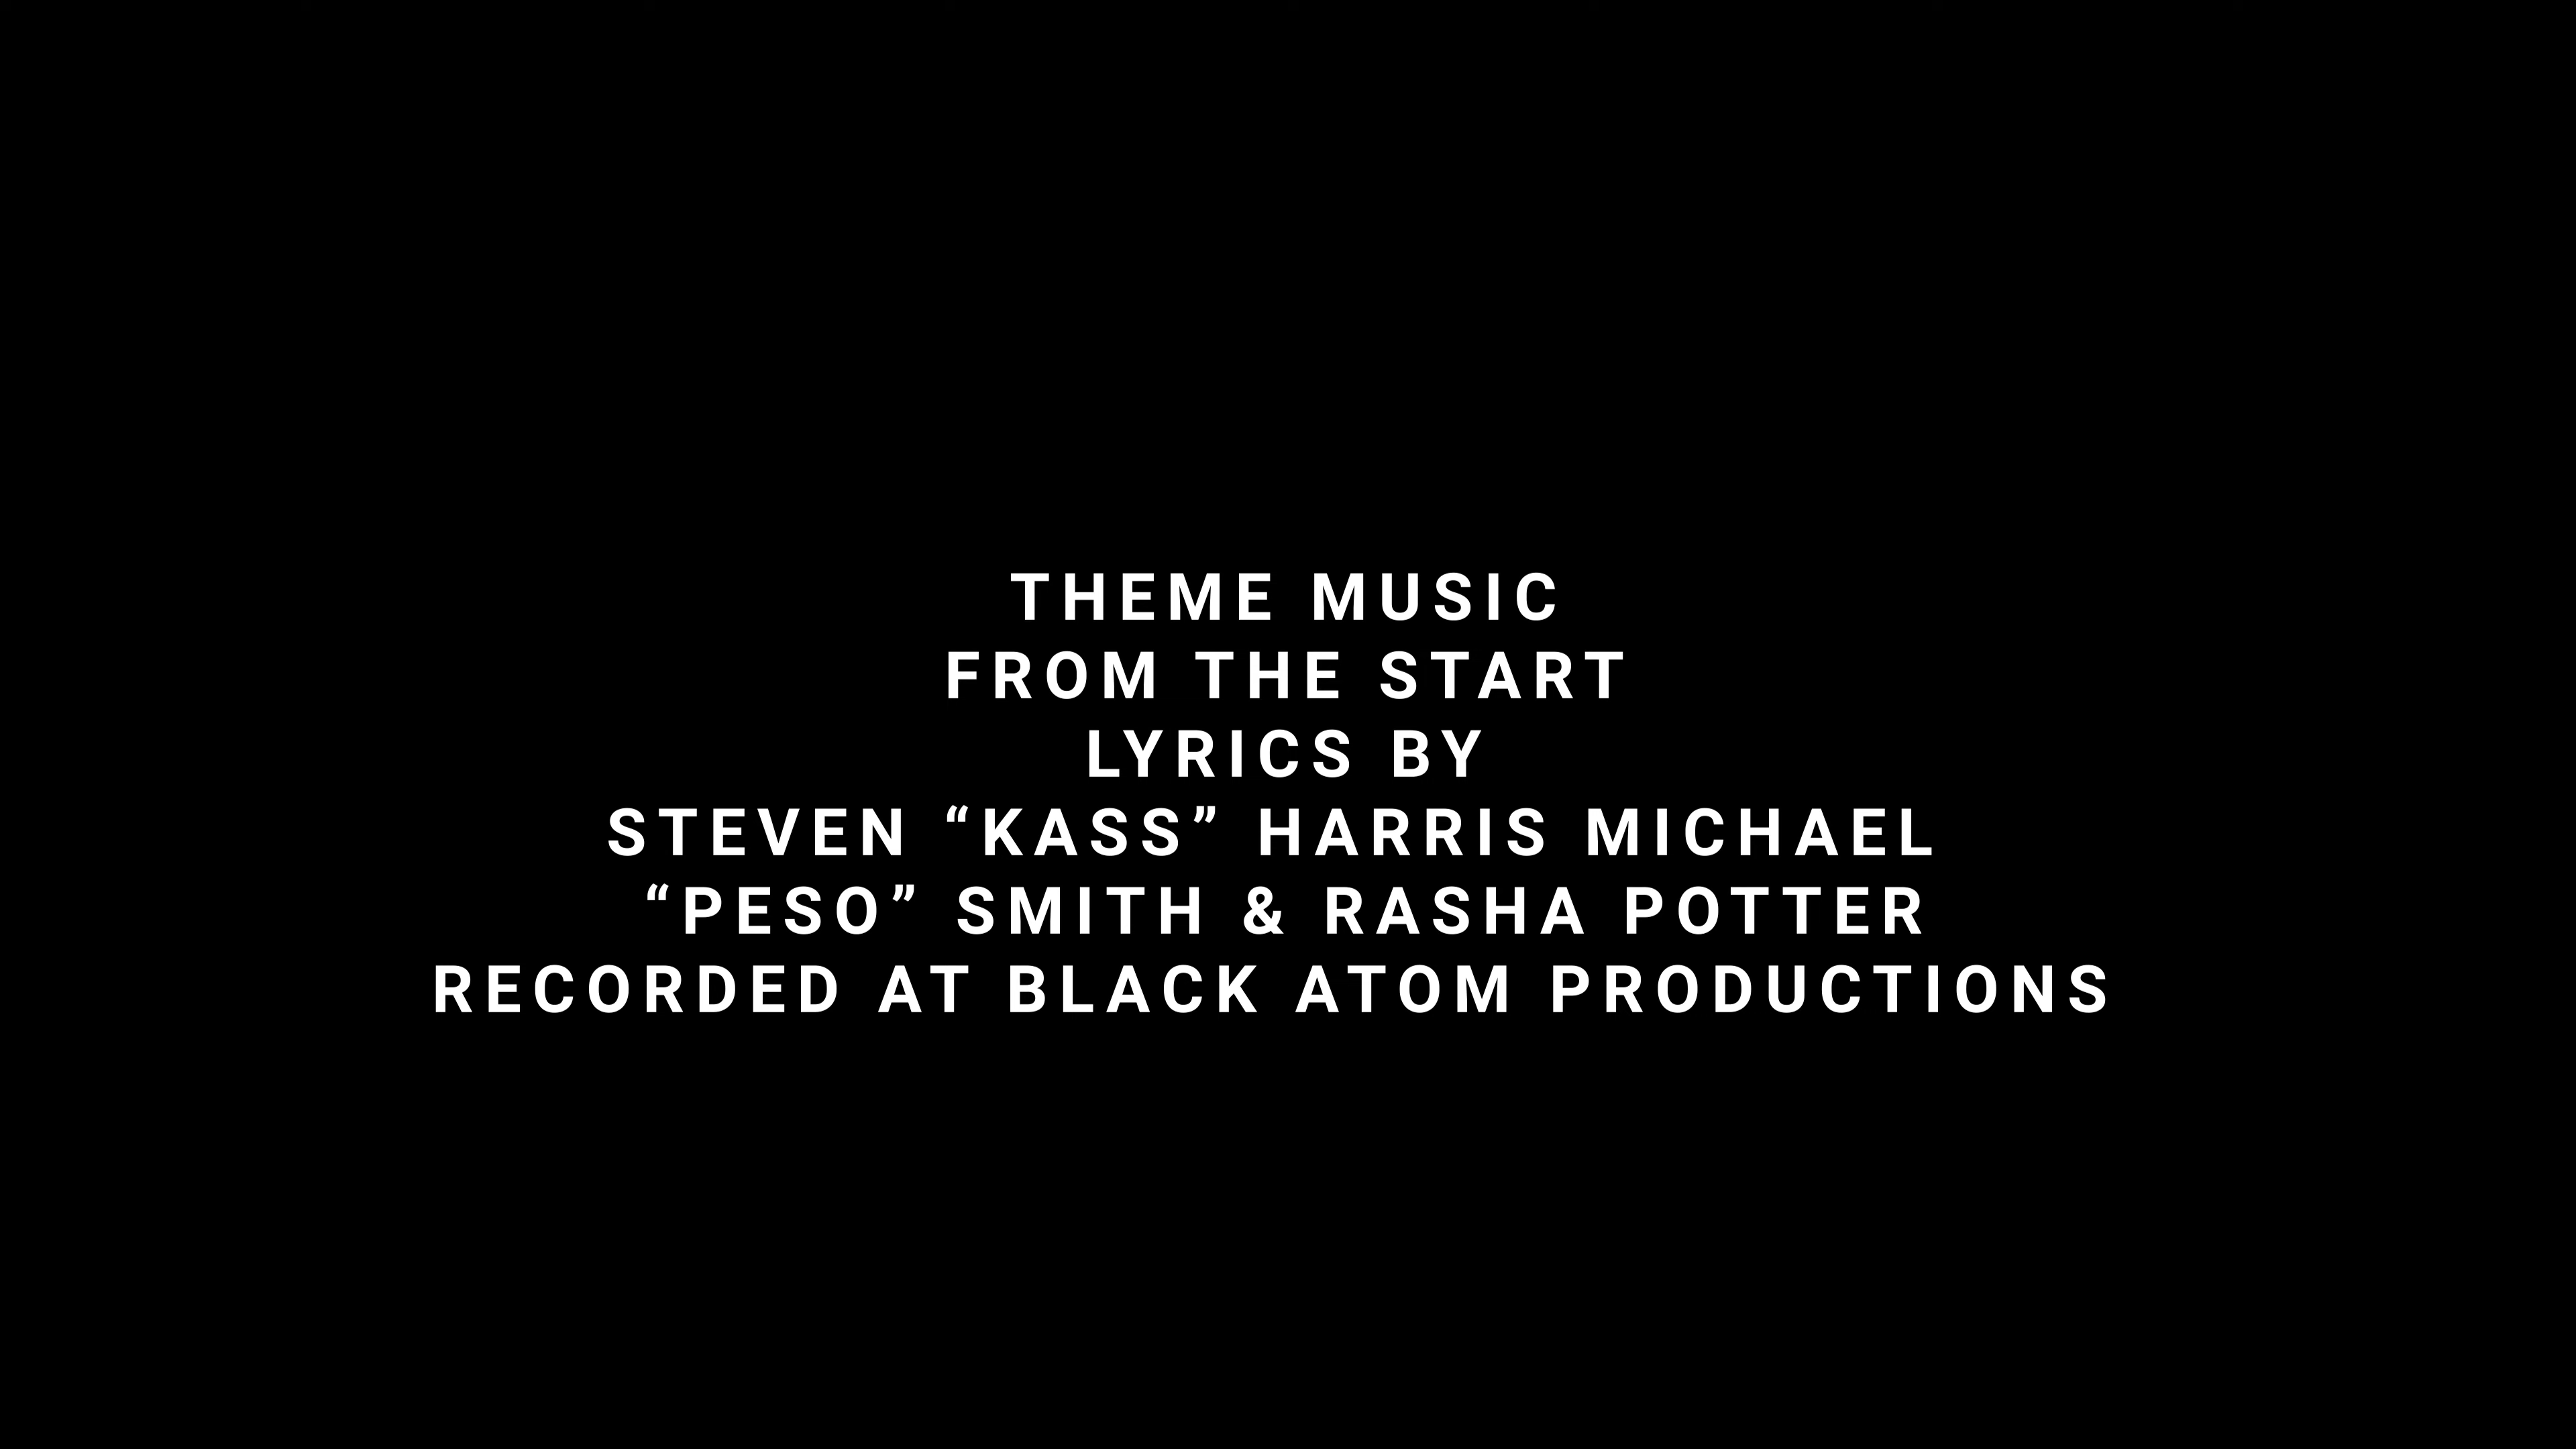 THEME MUSIC
FROM THE START
LYRICS BY
STEVEN “KASS” HARRIS MICHAEL
“PESO” SMITH & RASHA POTTER
RECORDED AT BLACK ATOM PRODUCTIONS